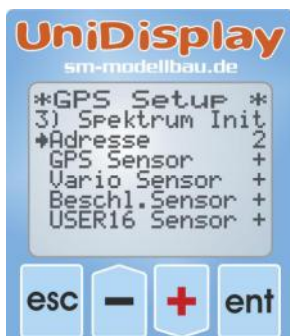 UniDisplay
sm-modellbau.de
*GPS Setup *
3) Spektrum Init
→Adresse 2
GPS Sensor +
Vario Sensor +
Beschl.Sensor +
USER16 Sensor +
esc - + ent